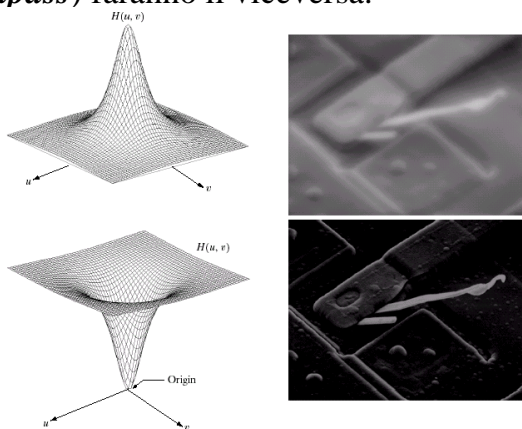 pass) faranno il viceversa.
H(u, v)
u
v
H(u, v)
Origin
u
v